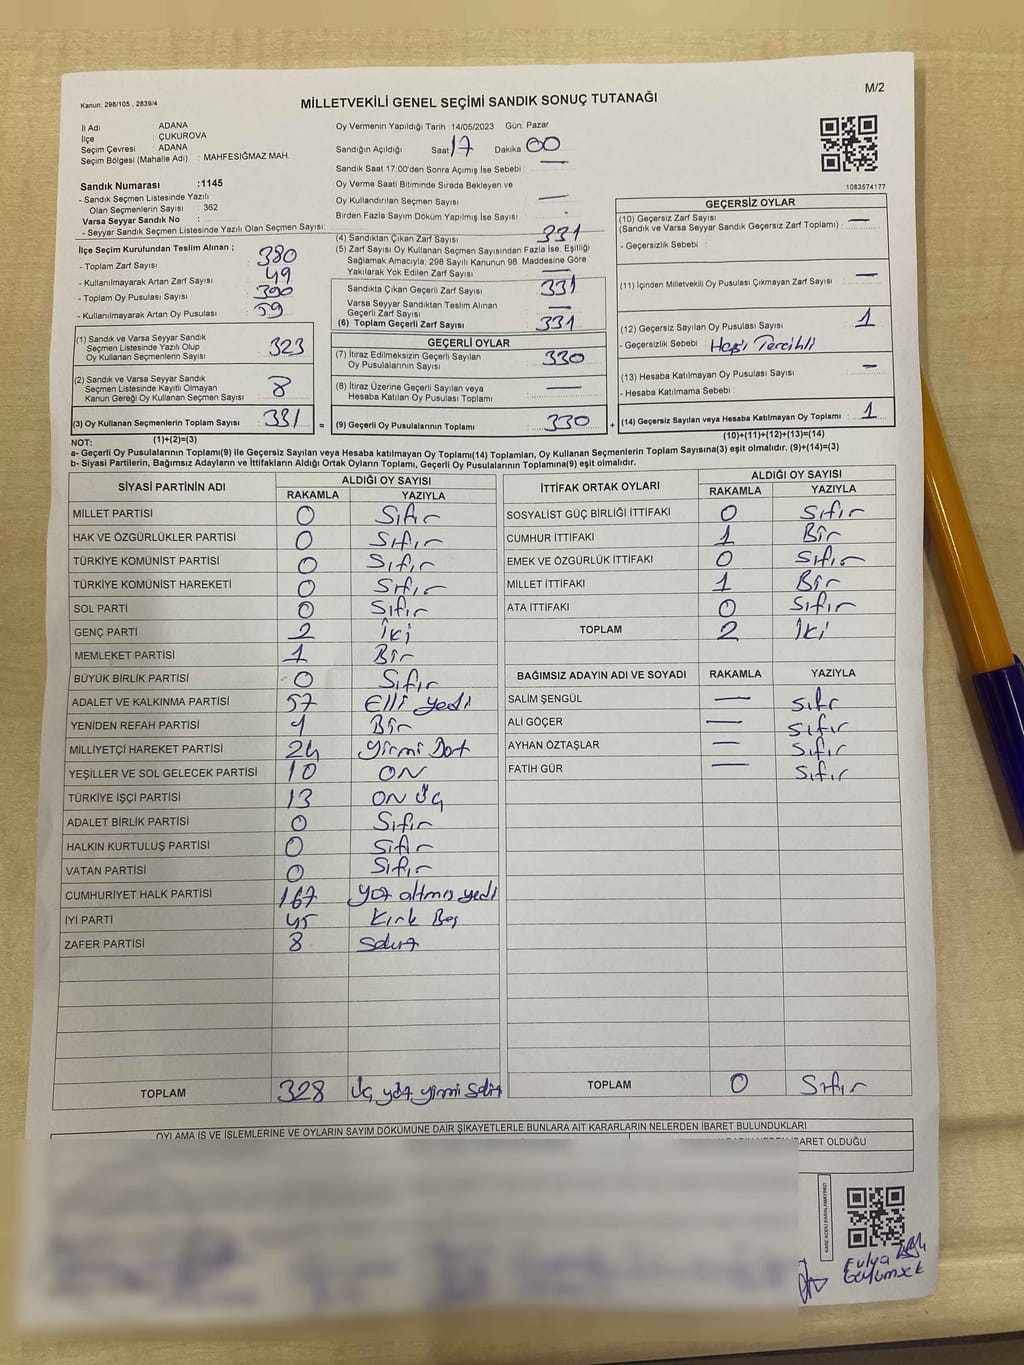 Kanun: 298/105 , 2839/4
MİLLETVEKİLİ GENEL SEÇİMİ SANDIK SONUÇ TUTANAĞI
M/2
İl Adı : ADANA
İlçe : ÇUKUROVA
Seçim Çevresi : ADANA
Seçim Bölgesi (Mahalle Adı) : MAHFESIĞMAZ MAH.
Oy Vermenin Yapıldığı Tarih : 14/05/2023 Gün: Pazar
Sandığın Açıldığı Saat 17 Dakika 00
Sandık Saat 17:00'den Sonra Açımış İse Sebebi : —
Oy Verme Saati Bitiminde Sırada Bekleyen ve
Oy Kullandırılan Seçmen Sayısı —
Birden Fazla Sayım Döküm Yapılmış İse Sayısı
1083574177
Sandık Numarası :1145
- Sandık Seçmen Listesinde Yazılı
Olan Seçmenlerin Sayısı : 362
Varsa Seyyar Sandık No :
- Seyyar Sandık Seçmen Listesinde Yazılı Olan Seçmen Sayısı:
İlçe Seçim Kurulundan Teslim Alınan ;
- Toplam Zarf Sayısı 380
- Kullanılmayarak Artan Zarf Sayısı 49
- Toplam Oy Pusulası Sayısı 390
- Kullanılmayarak Artan Oy Pusulası 59
(1) Sandık ve Varsa Seyyar Sandık
Seçmen Listesinde Yazılı Olup
Oy Kullanan Seçmenlerin Sayısı 323
(2) Sandık ve Varsa Seyyar Sandık
Seçmen Listesinde Kayıtlı Olmayan
Kanun Gereği Oy Kullanan Seçmen Sayısı 8
(3) Oy Kullanan Seçmenlerin Toplam Sayısı 331 =
(1)+(2)=(3)
(4) Sandıktan Çıkan Zarf Sayısı 331
(5) Zarf Sayısı Oy Kullanan Seçmen Sayısından Fazla İse, Eşitliği
Sağlamak Amacıyla, 298 Sayılı Kanunun 98. Maddesine Göre
Yakılarak Yok Edilen Zarf Sayısı —
Sandıkta Çıkan Geçerli Zarf Sayısı 331
Varsa Seyyar Sandıktan Teslim Alınan
Geçerli Zarf Sayısı —
(6) Toplam Geçerli Zarf Sayısı 331
GEÇERLİ OYLAR
(7) İtiraz Edilmeksizin Geçerli Sayılan
Oy Pusulalarının Sayısı 330
(8) İtiraz Üzerine Geçerli Sayılan veya
Hesaba Katılan Oy Pusulası Toplamı —
(9) Geçerli Oy Pusulalarının Toplamı 330 +
GEÇERSİZ OYLAR
(10) Geçersiz Zarf Sayısı —
(Sandık ve Varsa Seyyar Sandık Geçersiz Zarf Toplamı) :
- Geçersizlik Sebebi :
(11) İçinden Milletvekili Oy Pusulası Çıkmayan Zarf Sayısı —
(12) Geçersiz Sayılan Oy Pusulası Sayısı 1
- Geçersizlik Sebebi : Hepsi Tercihli
(13) Hesaba Katılmayan Oy Pusulası Sayısı —
- Hesaba Katılmama Sebebi :
(14) Geçersiz Sayılan veya Hesaba Katılmayan Oy Toplamı : 1
(10)+(11)+(12)+(13)=(14)
NOT:
a- Geçerli Oy Pusulalarının Toplamı(9) ile Geçersiz Sayılan veya Hesaba katılmayan Oy Toplamı(14) Toplamları, Oy Kullanan Seçmenlerin Toplam Sayısına(3) eşit olmalıdır. (9)+(14)=(3)
b- Siyasi Partilerin, Bağımsız Adayların ve İttifakların Aldığı Ortak Oyların Toplamı, Geçerli Oy Pusulalarının Toplamına(9) eşit olmalıdır.
SİYASİ PARTİNİN ADI ALDIĞI OY SAYISI
RAKAMLA YAZIYLA
MİLLET PARTİSİ 0 Sıfır
HAK VE ÖZGÜRLÜKLER PARTİSİ 0 Sıfır
TÜRKİYE KOMÜNİST PARTİSİ 0 Sıfır
TÜRKİYE KOMÜNİST HAREKETİ 0 Sıfır
SOL PARTİ 0 Sıfır
GENÇ PARTİ 2 İki
MEMLEKET PARTİSİ 1 Bir
BÜYÜK BİRLİK PARTİSİ 0 Sıfır
ADALET VE KALKINMA PARTİSİ 57 Elli yedi
YENİDEN REFAH PARTİSİ 1 Bir
MİLLİYETÇİ HAREKET PARTİSİ 24 yirmi Dört
YEŞİLLER VE SOL GELECEK PARTİSİ 10 ON
TÜRKİYE İŞÇİ PARTİSİ 13 ON ÜÇ
ADALET BİRLİK PARTİSİ 0 Sıfır
HALKIN KURTULUŞ PARTİSİ 0 Sıfır
VATAN PARTİSİ 0 Sıfır
CUMHURİYET HALK PARTİSİ 167 yüz altmış yedi
İYİ PARTİ 45 Kırk Beş
ZAFER PARTİSİ 8 Sekiz
TOPLAM 328 Üç yüz yirmi Sekiz
İTTİFAK ORTAK OYLARI ALDIĞI OY SAYISI
RAKAMLA YAZIYLA
SOSYALİST GÜÇ BİRLİĞİ İTTİFAKI 0 Sıfır
CUMHUR İTTİFAKI 1 Bir
EMEK VE ÖZGÜRLÜK İTTİFAKI 0 Sıfır
MİLLET İTTİFAKI 1 Bir
ATA İTTİFAKI 0 Sıfır
TOPLAM 2 İki
BAĞIMSIZ ADAYIN ADI VE SOYADI RAKAMLA YAZIYLA
SALİM ŞENGÜL — Sıfır
ALİ GÖÇER — Sıfır
AYHAN ÖZTAŞLAR — Sıfır
FATİH GÜR — Sıfır
TOPLAM 0 Sıfır
OYLAMA İŞ VE İŞLEMLERİNE VE OYLARIN SAYIM DÖKÜMÜNE DAİR ŞİKAYETLERLE BUNLARA AİT KARARLARIN NELERDEN İBARET BULUNDUKLARI
İBARET OLDUĞU
KARE KODU KARALAMAYINIZ!
Fulya